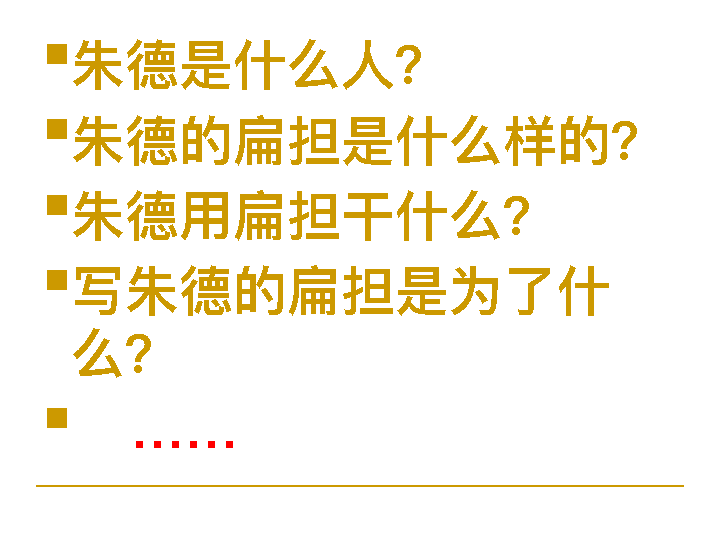 ▪朱德是什么人?
▪朱德的扁担是什么样的?
▪朱德用扁担干什么?
▪写朱德的扁担是为了什
么?
▪ ……